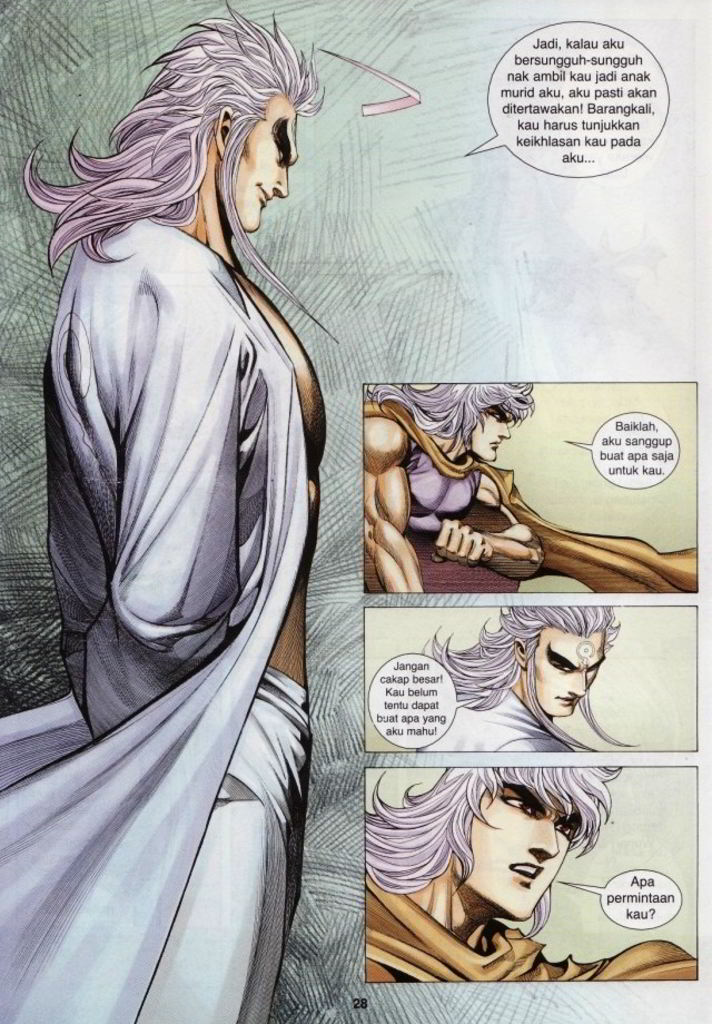 Jadi, kalau aku
bersungguh-sungguh
nak ambil kau jadi anak
murid aku, aku pasti akan
ditertawakan! Barangkali,
kau harus tunjukkan
keikhlasan kau pada
aku...
Baiklah,
aku sanggup
buat apa saja
untuk kau.
Jangan
cakap besar!
Kau belum
tentu dapat
buat apa yang
aku mahu!
Apa
permintaan
kau?
28